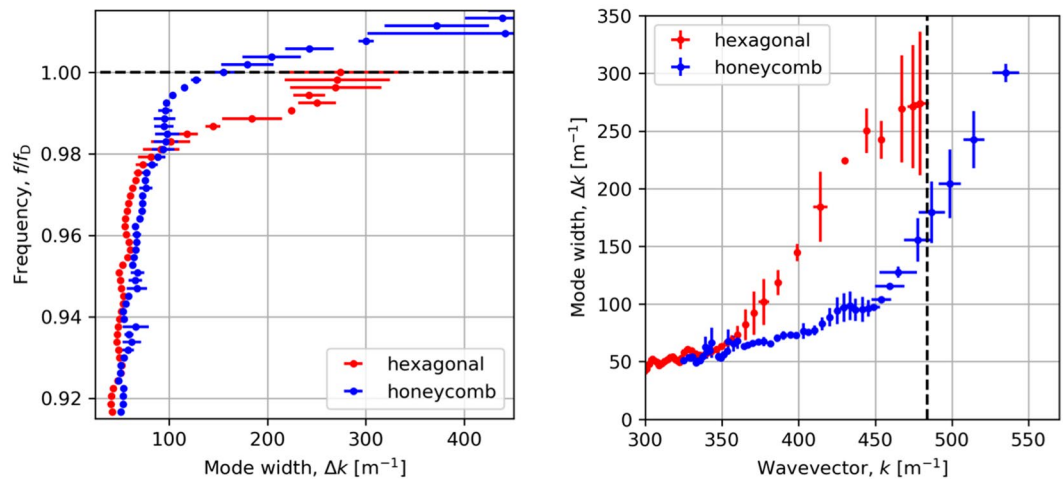 1.00
0.98
0.96
0.94
0.92
Frequency, f/f_D
hexagonal
honeycomb
100
200
300
400
Mode width, Δk [m⁻¹]
350
300
250
200
150
100
50
0
Mode width, Δk [m⁻¹]
hexagonal
honeycomb
300
350
400
450
500
550
Wavevector, k [m⁻¹]